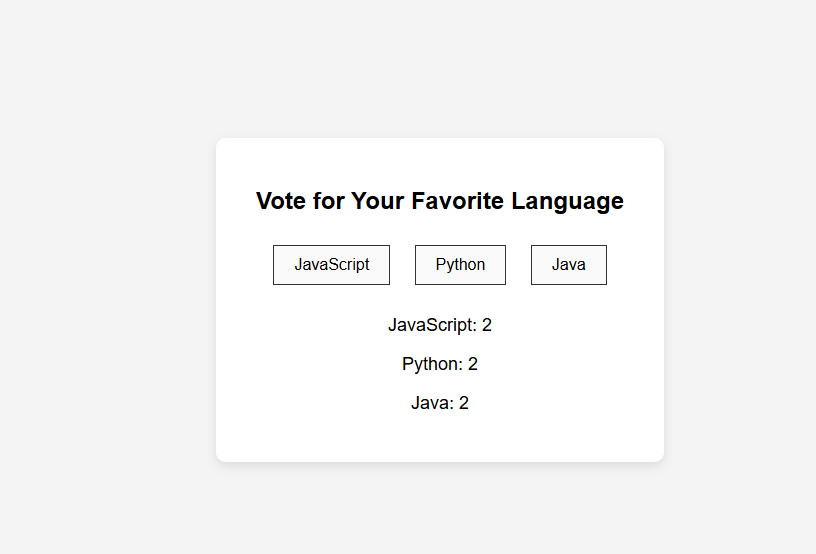 Vote for Your Favorite Language
JavaScript Python Java
JavaScript: 2
Python: 2
Java: 2